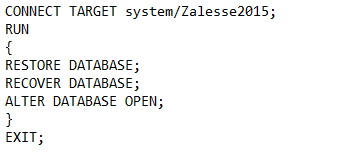 CONNECT TARGET system/Zalesse2015;
RUN
{
RESTORE DATABASE;
RECOVER DATABASE;
ALTER DATABASE OPEN;
}
EXIT;